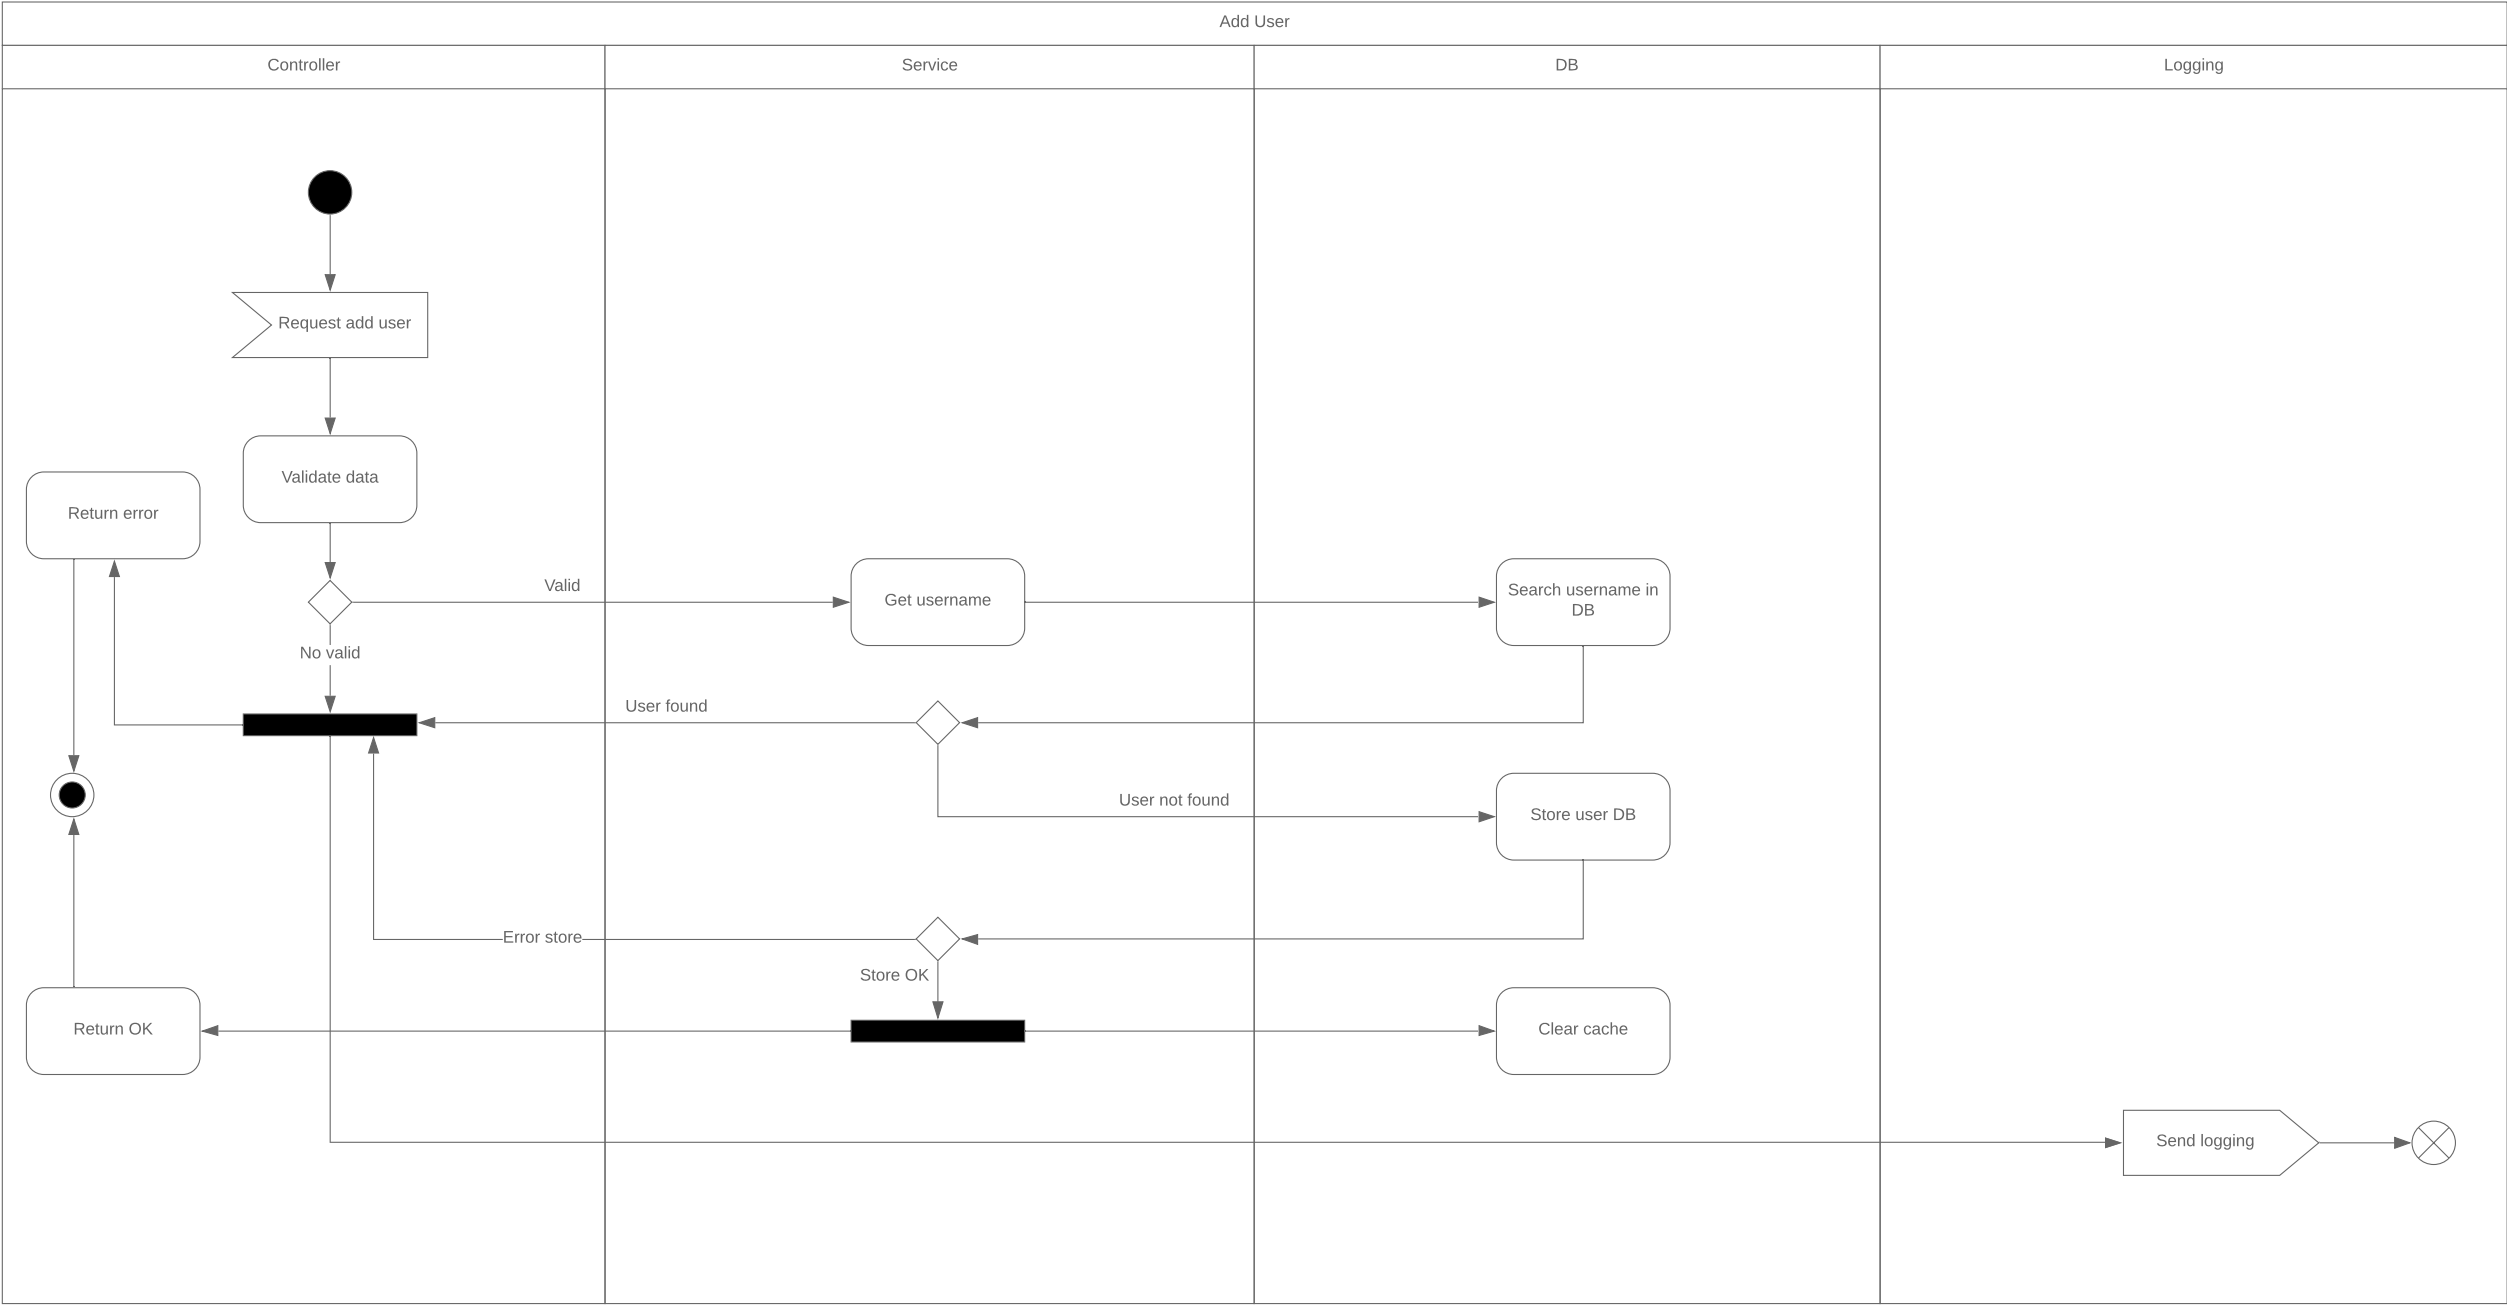 Add User
Controller
Service
DB
Logging
Request add user
Validate data
Return error
Valid
Get username
Search username in
DB
No valid
User found
User not found
Store user DB
Error store
Store OK
Return OK
Clear cache
Send logging